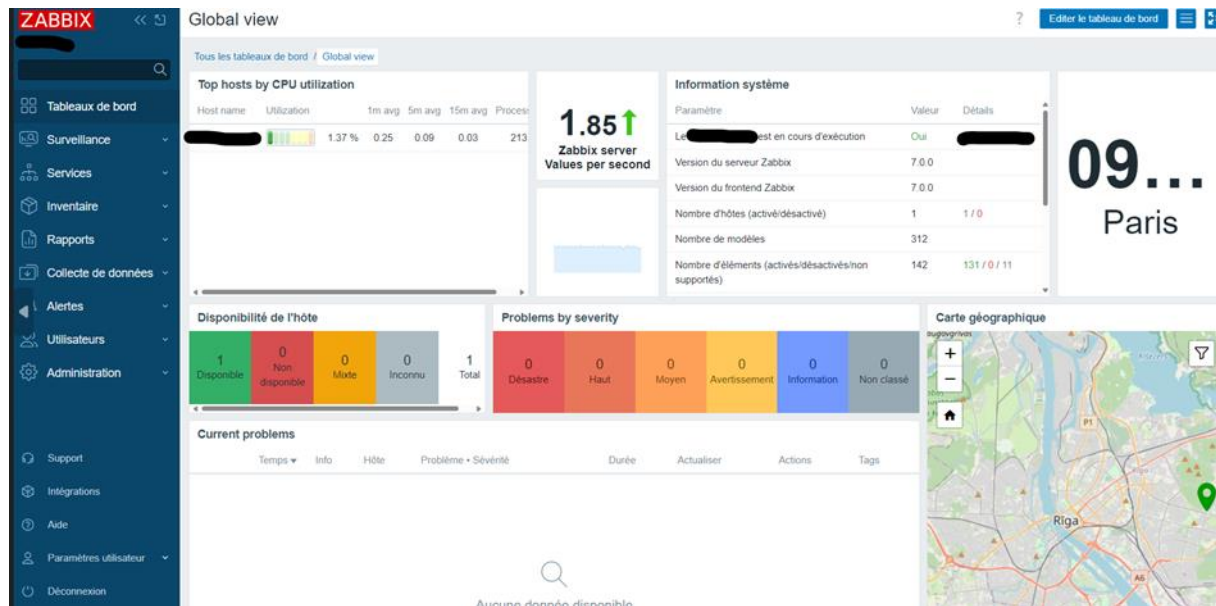 ZABBIX
Global view
?
Editer le tableau de bord
Tous les tableaux de bord / Global view
Tableaux de bord
Surveillance
Services
Inventaire
Rapports
Collecte de données
Alertes
Utilisateurs
Administration
Support
Intégrations
Aide
Paramètres utilisateur
Déconnexion
Top hosts by CPU utilization
Host name Utilization 1m avg 5m avg 15m avg Process
1.37 % 0.25 0.09 0.03 213
1.85
Zabbix server
Values per second
Information système
Paramètre Valeur Détails
Le est en cours d'exécution Oui
Version du serveur Zabbix 7.0.0
Version du frontend Zabbix 7.0.0
Nombre d'hôtes (activé/désactivé) 1 1 / 0
Nombre de modèles 312
Nombre d'éléments (activés/désactivés/non 142 131 / 0 / 11
supportés)
09...
Paris
Disponibilité de l'hôte
1 0 0 0 1
Disponible Non disponible Mixte Inconnu Total
Problems by severity
0 0 0 0 0 0
Désastre Haut Moyen Avertissement Information Non classé
Carte géographique
+
−
P1
Rīga
A6
Current problems
Temps Info Hôte Problème • Sévérité Durée Actualiser Actions Tags
Aucune donnée disponible